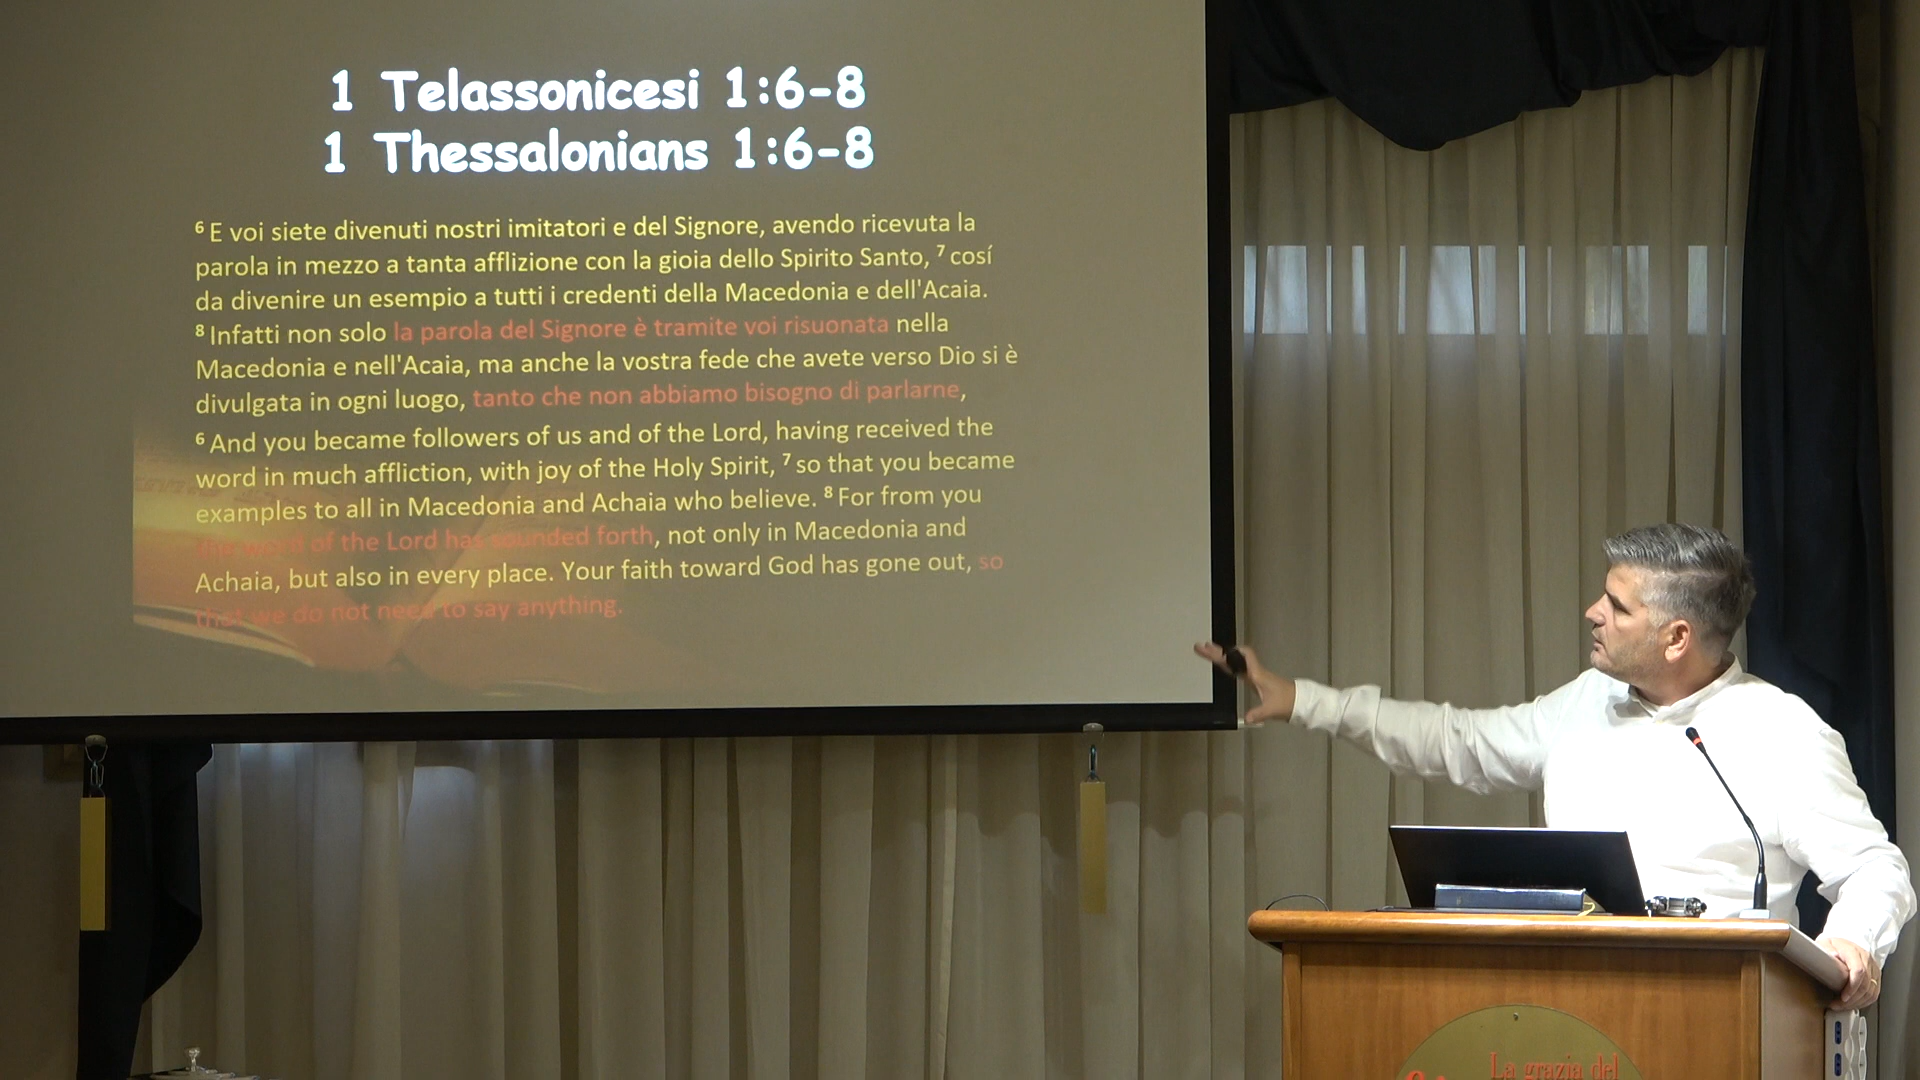 1 Telassonicesi 1:6-8
1 Thessalonians 1:6-8
⁶ E voi siete divenuti nostri imitatori e del Signore, avendo ricevuta la
parola in mezzo a tanta afflizione con la gioia dello Spirito Santo, ⁷ cosí
da divenire un esempio a tutti i credenti della Macedonia e dell'Acaia.
⁸ Infatti non solo la parola del Signore è tramite voi risuonata nella
Macedonia e nell'Acaia, ma anche la vostra fede che avete verso Dio si è
divulgata in ogni luogo, tanto che non abbiamo bisogno di parlarne,
⁶ And you became followers of us and of the Lord, having received the
word in much affliction, with joy of the Holy Spirit, ⁷ so that you became
examples to all in Macedonia and Achaia who believe. ⁸ For from you
the word of the Lord has sounded forth, not only in Macedonia and
Achaia, but also in every place. Your faith toward God has gone out, so
that we do not need to say anything.
La grazia del